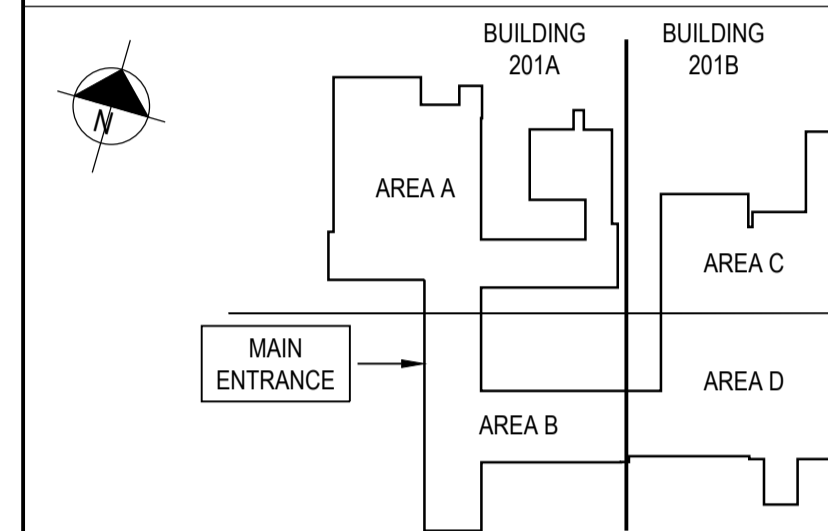 BUILDING
201A
BUILDING
201B
N
AREA A
AREA C
MAIN
ENTRANCE
AREA D
AREA B